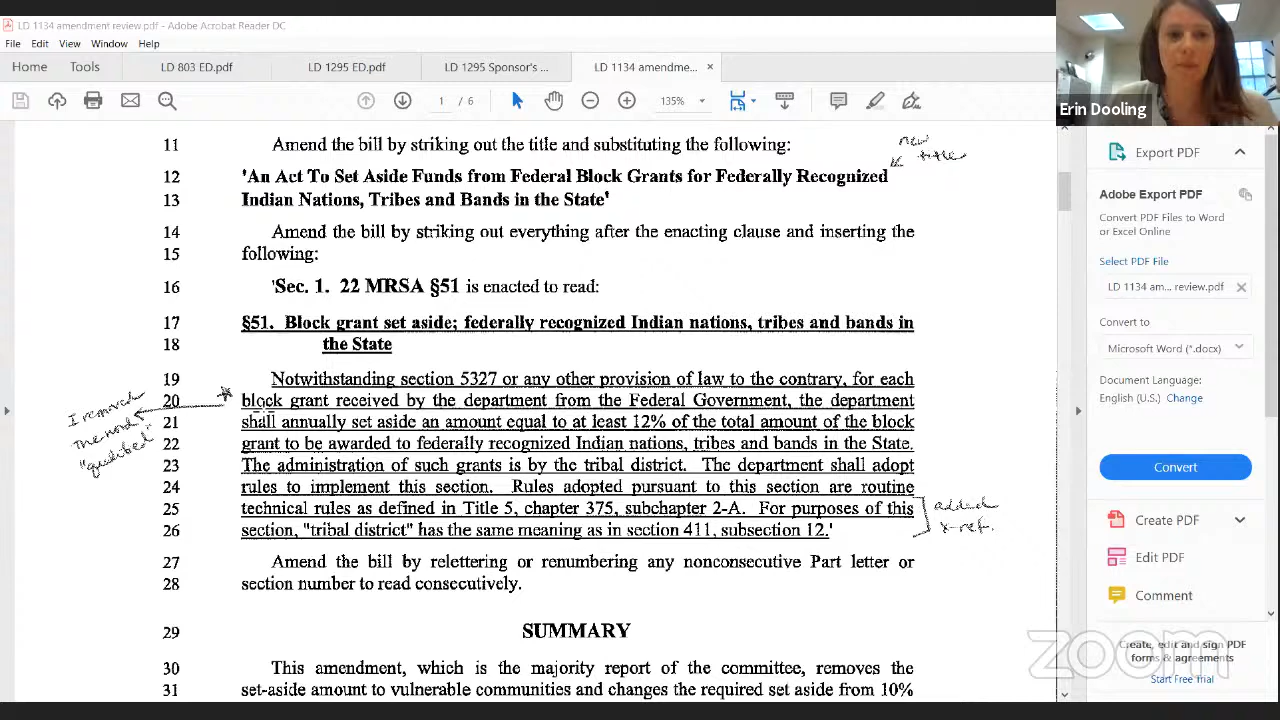 LD 1134 amendment review.pdf - Adobe Acrobat Reader DC
File Edit View Window Help
Home Tools LD 803 ED.pdf LD 1295 ED.pdf LD 1295 Sponsor's ... LD 1134 amendme... ×
1 / 6 135%
Erin Dooling
11 Amend the bill by striking out the title and substituting the following:
new
title
12 'An Act To Set Aside Funds from Federal Block Grants for Federally Recognized
13 Indian Nations, Tribes and Bands in the State'
14 Amend the bill by striking out everything after the enacting clause and inserting the
15 following:
16 'Sec. 1. 22 MRSA §51 is enacted to read:
17 §51. Block grant set aside; federally recognized Indian nations, tribes and bands in
18 the State
19 Notwithstanding section 5327 or any other provision of law to the contrary, for each
20 block grant received by the department from the Federal Government, the department
21 shall annually set aside an amount equal to at least 12% of the total amount of the block
22 grant to be awarded to federally recognized Indian nations, tribes and bands in the State.
23 The administration of such grants is by the tribal district. The department shall adopt
24 rules to implement this section. Rules adopted pursuant to this section are routine
25 technical rules as defined in Title 5, chapter 375, subchapter 2-A. For purposes of this
26 section, "tribal district" has the same meaning as in section 411, subsection 12.'
I removed
the word
added
x-ref.
27 Amend the bill by relettering or renumbering any nonconsecutive Part letter or
28 section number to read consecutively.
29 SUMMARY
30 This amendment, which is the majority report of the committee, removes the
31 set-aside amount to vulnerable communities and changes the required set aside from 10%
Export PDF
Adobe Export PDF
Convert PDF Files to Word
or Excel Online
Select PDF File
LD 1134 am... review.pdf
Convert to
Microsoft Word (*.docx)
Document Language:
English (U.S.) Change
Convert
Create PDF
Edit PDF
Comment
Create, edit and sign PDF
forms & agreements
Start Free Trial
zoom